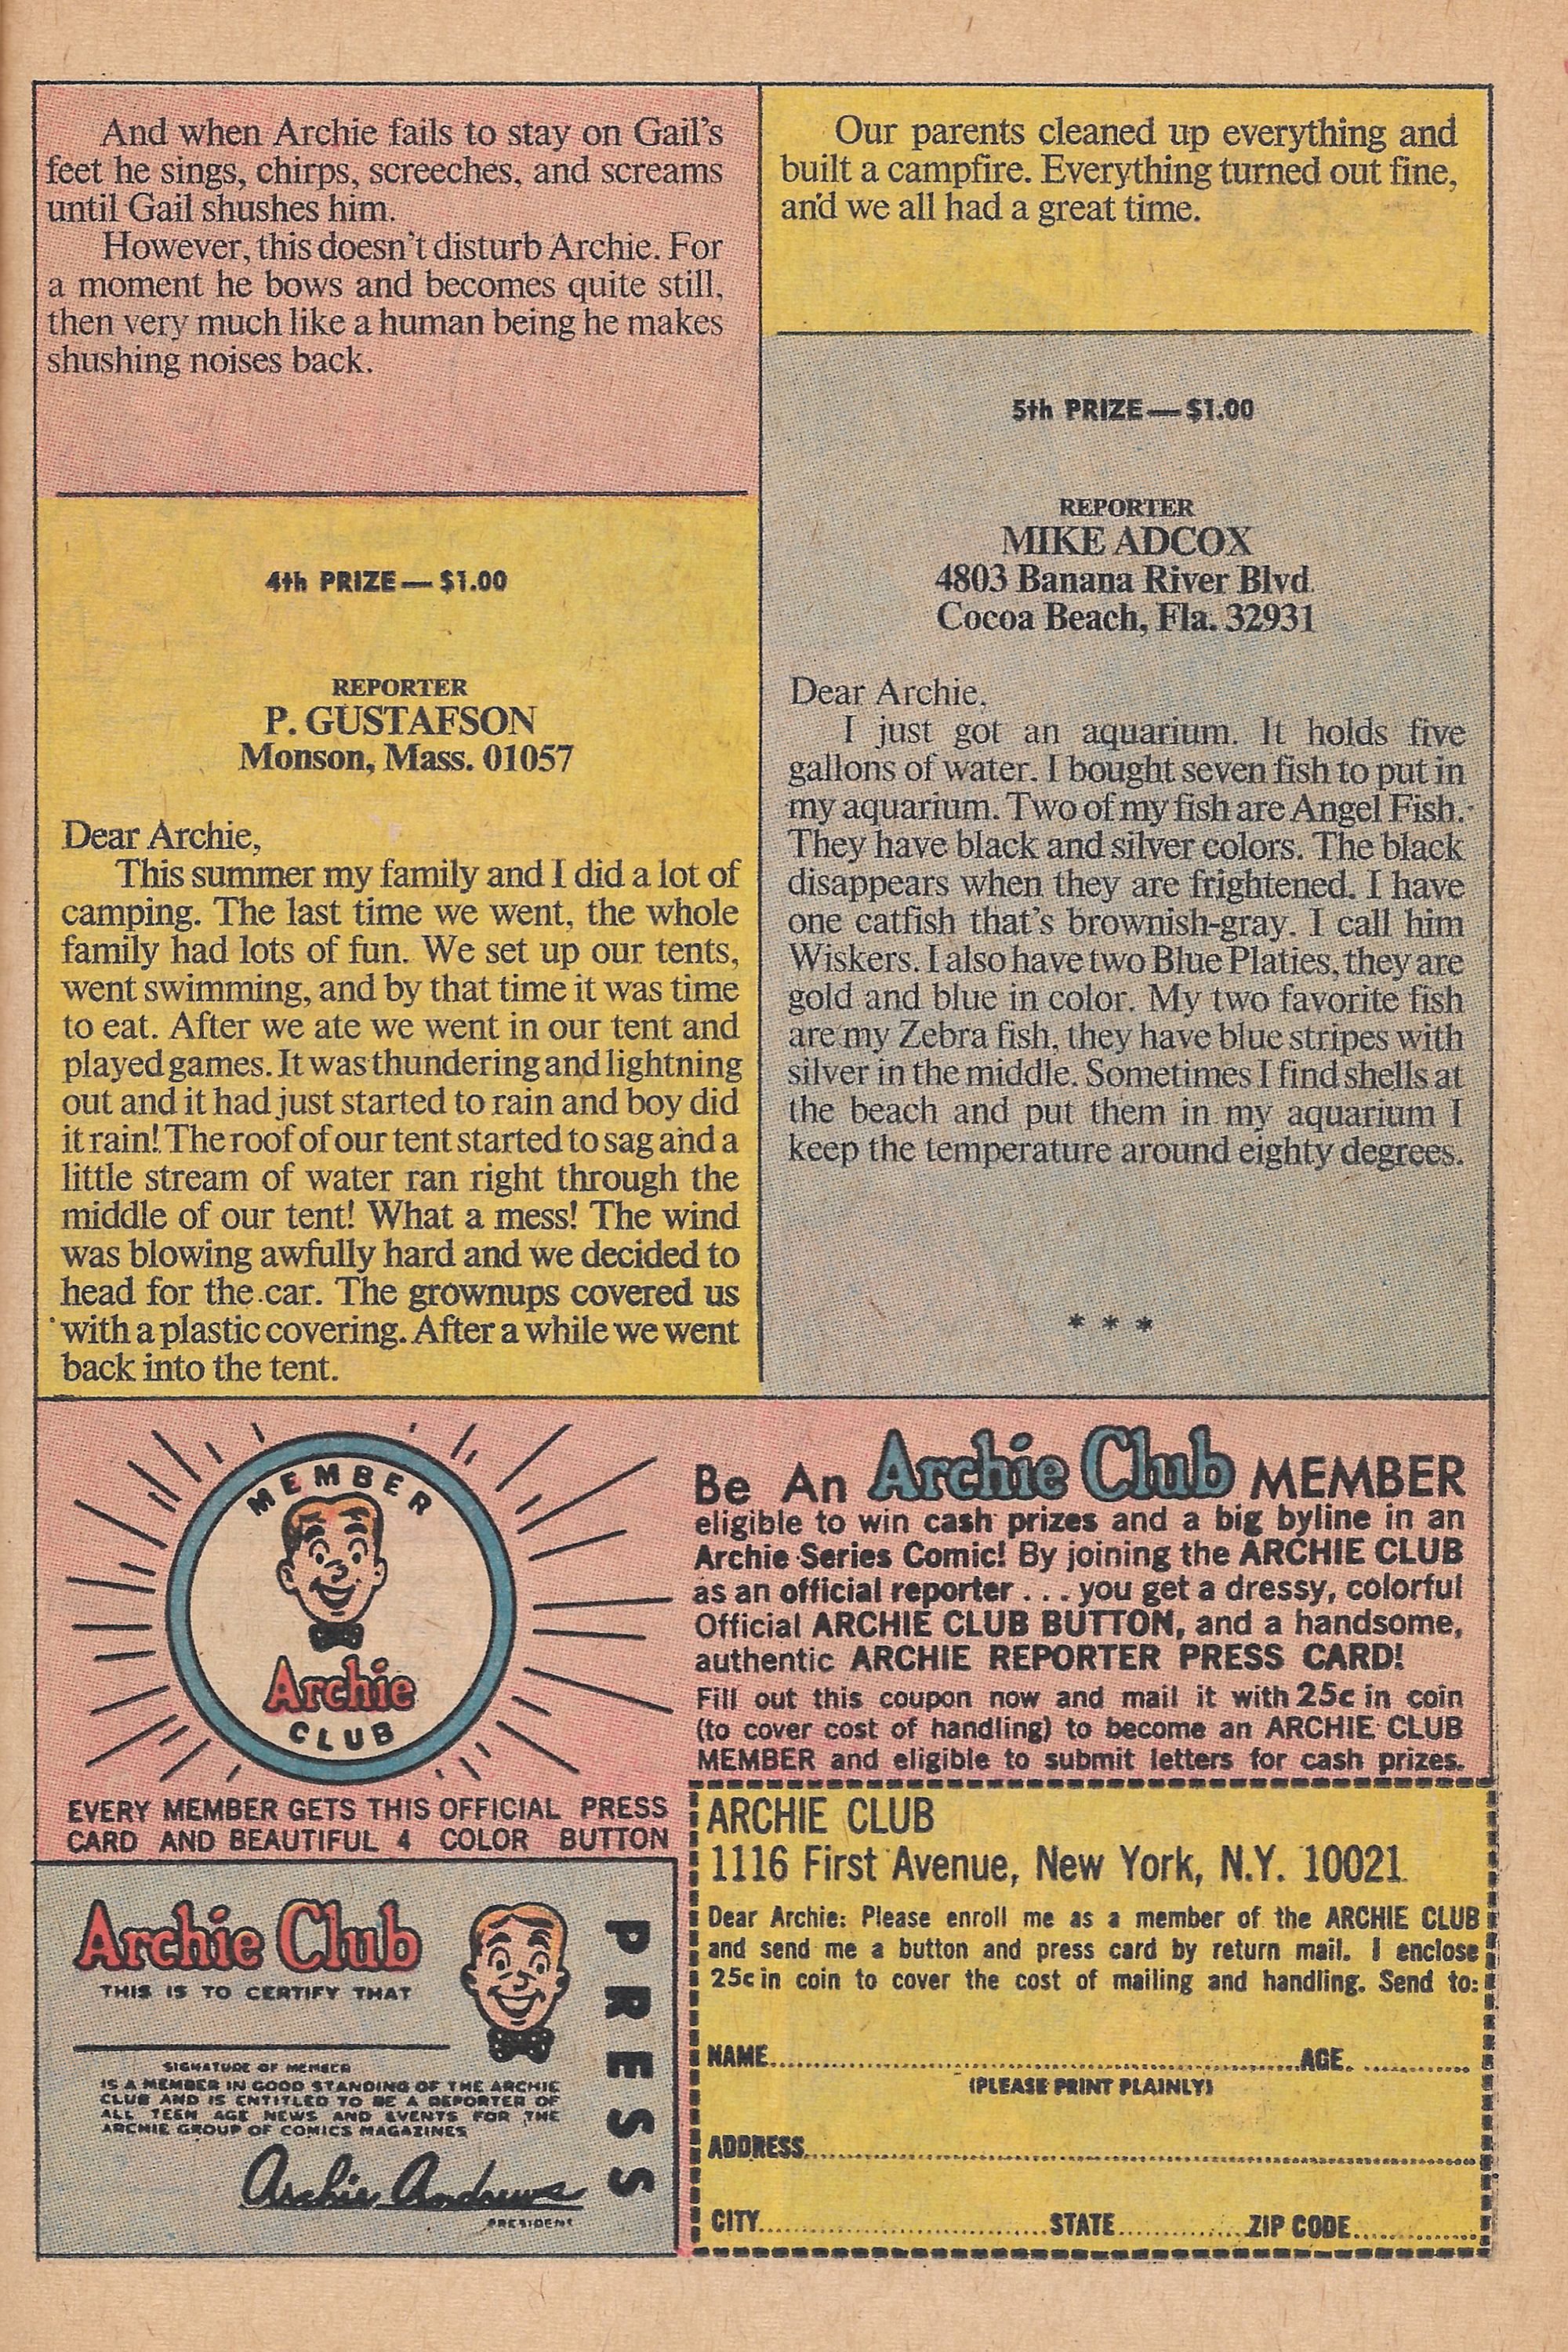 And when Archie fails to stay on Gail's
feet he sings, chirps, screeches, and screams
until Gail shushes him.
However, this doesn't disturb Archie. For
a moment he bows and becomes quite still,
then very much like a human being he makes
shushing noises back.
4th PRIZE — $1.00
REPORTER
P. GUSTAFSON
Monson, Mass. 01057
Dear Archie,
This summer my family and I did a lot of
camping. The last time we went, the whole
family had lots of fun. We set up our tents,
went swimming, and by that time it was time
to eat. After we ate we went in our tent and
played games. It was thundering and lightning
out and it had just started to rain and boy did
it rain! The roof of our tent started to sag and a
little stream of water ran right through the
middle of our tent! What a mess! The wind
was blowing awfully hard and we decided to
head for the car. The grownups covered us
with a plastic covering. After a while we went
back into the tent.
Our parents cleaned up everything and
built a campfire. Everything turned out fine,
and we all had a great time.
5th PRIZE — $1.00
REPORTER
MIKE ADCOX
4803 Banana River Blvd.
Cocoa Beach, Fla. 32931
Dear Archie,
I just got an aquarium. It holds five
gallons of water. I bought seven fish to put in
my aquarium. Two of my fish are Angel Fish.
They have black and silver colors. The black
disappears when they are frightened. I have
one catfish that's brownish-gray. I call him
Wiskers. I also have two Blue Platies, they are
gold and blue in color. My two favorite fish
are my Zebra fish, they have blue stripes with
silver in the middle. Sometimes I find shells at
the beach and put them in my aquarium I
keep the temperature around eighty degrees.
* * *
MEMBER
Archie
CLUB
EVERY MEMBER GETS THIS OFFICIAL PRESS
CARD AND BEAUTIFUL 4 COLOR BUTTON
Archie Club
THIS IS TO CERTIFY THAT
SIGNATURE OF MEMBER
IS A MEMBER IN GOOD STANDING OF THE ARCHIE
CLUB AND IS ENTITLED TO BE A REPORTER OF
ALL TEEN AGE NEWS AND EVENTS FOR THE
ARCHIE GROUP OF COMICS MAGAZINES
Archie Andrews
PRESIDENT
PRESS
Be An Archie Club MEMBER
eligible to win cash prizes and a big byline in an
Archie Series Comic! By joining the ARCHIE CLUB
as an official reporter . . . you get a dressy, colorful
Official ARCHIE CLUB BUTTON, and a handsome,
authentic ARCHIE REPORTER PRESS CARD!
Fill out this coupon now and mail it with 25c in coin
(to cover cost of handling) to become an ARCHIE CLUB
MEMBER and eligible to submit letters for cash prizes.
ARCHIE CLUB
1116 First Avenue, New York, N.Y. 10021
Dear Archie: Please enroll me as a member of the ARCHIE CLUB
and send me a button and press card by return mail. I enclose
25c in coin to cover the cost of mailing and handling. Send to:
NAME..........AGE..........
(PLEASE PRINT PLAINLY)
ADDRESS..........
CITY..........STATE..........ZIP CODE..........